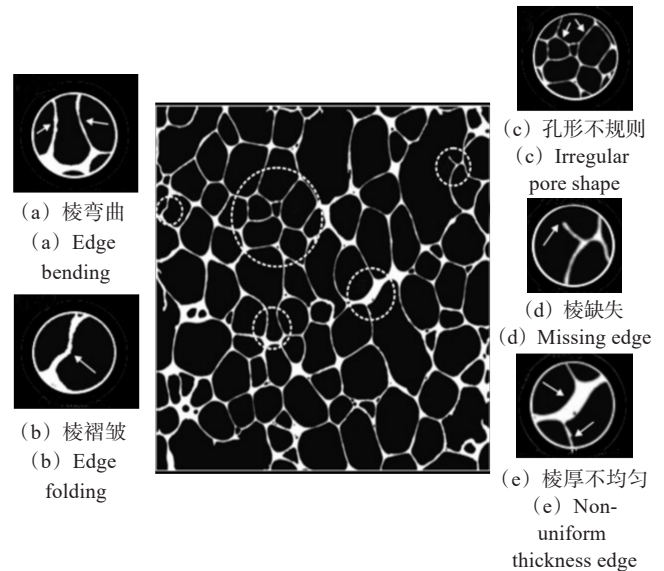 （a）棱弯曲
（a）Edge
bending
（b）棱褶皱
（b）Edge
folding
（c）孔形不规则
（c）Irregular
pore shape
（d）棱缺失
（d）Missing edge
（e）棱厚不均匀
（e）Non-
uniform
thickness edge